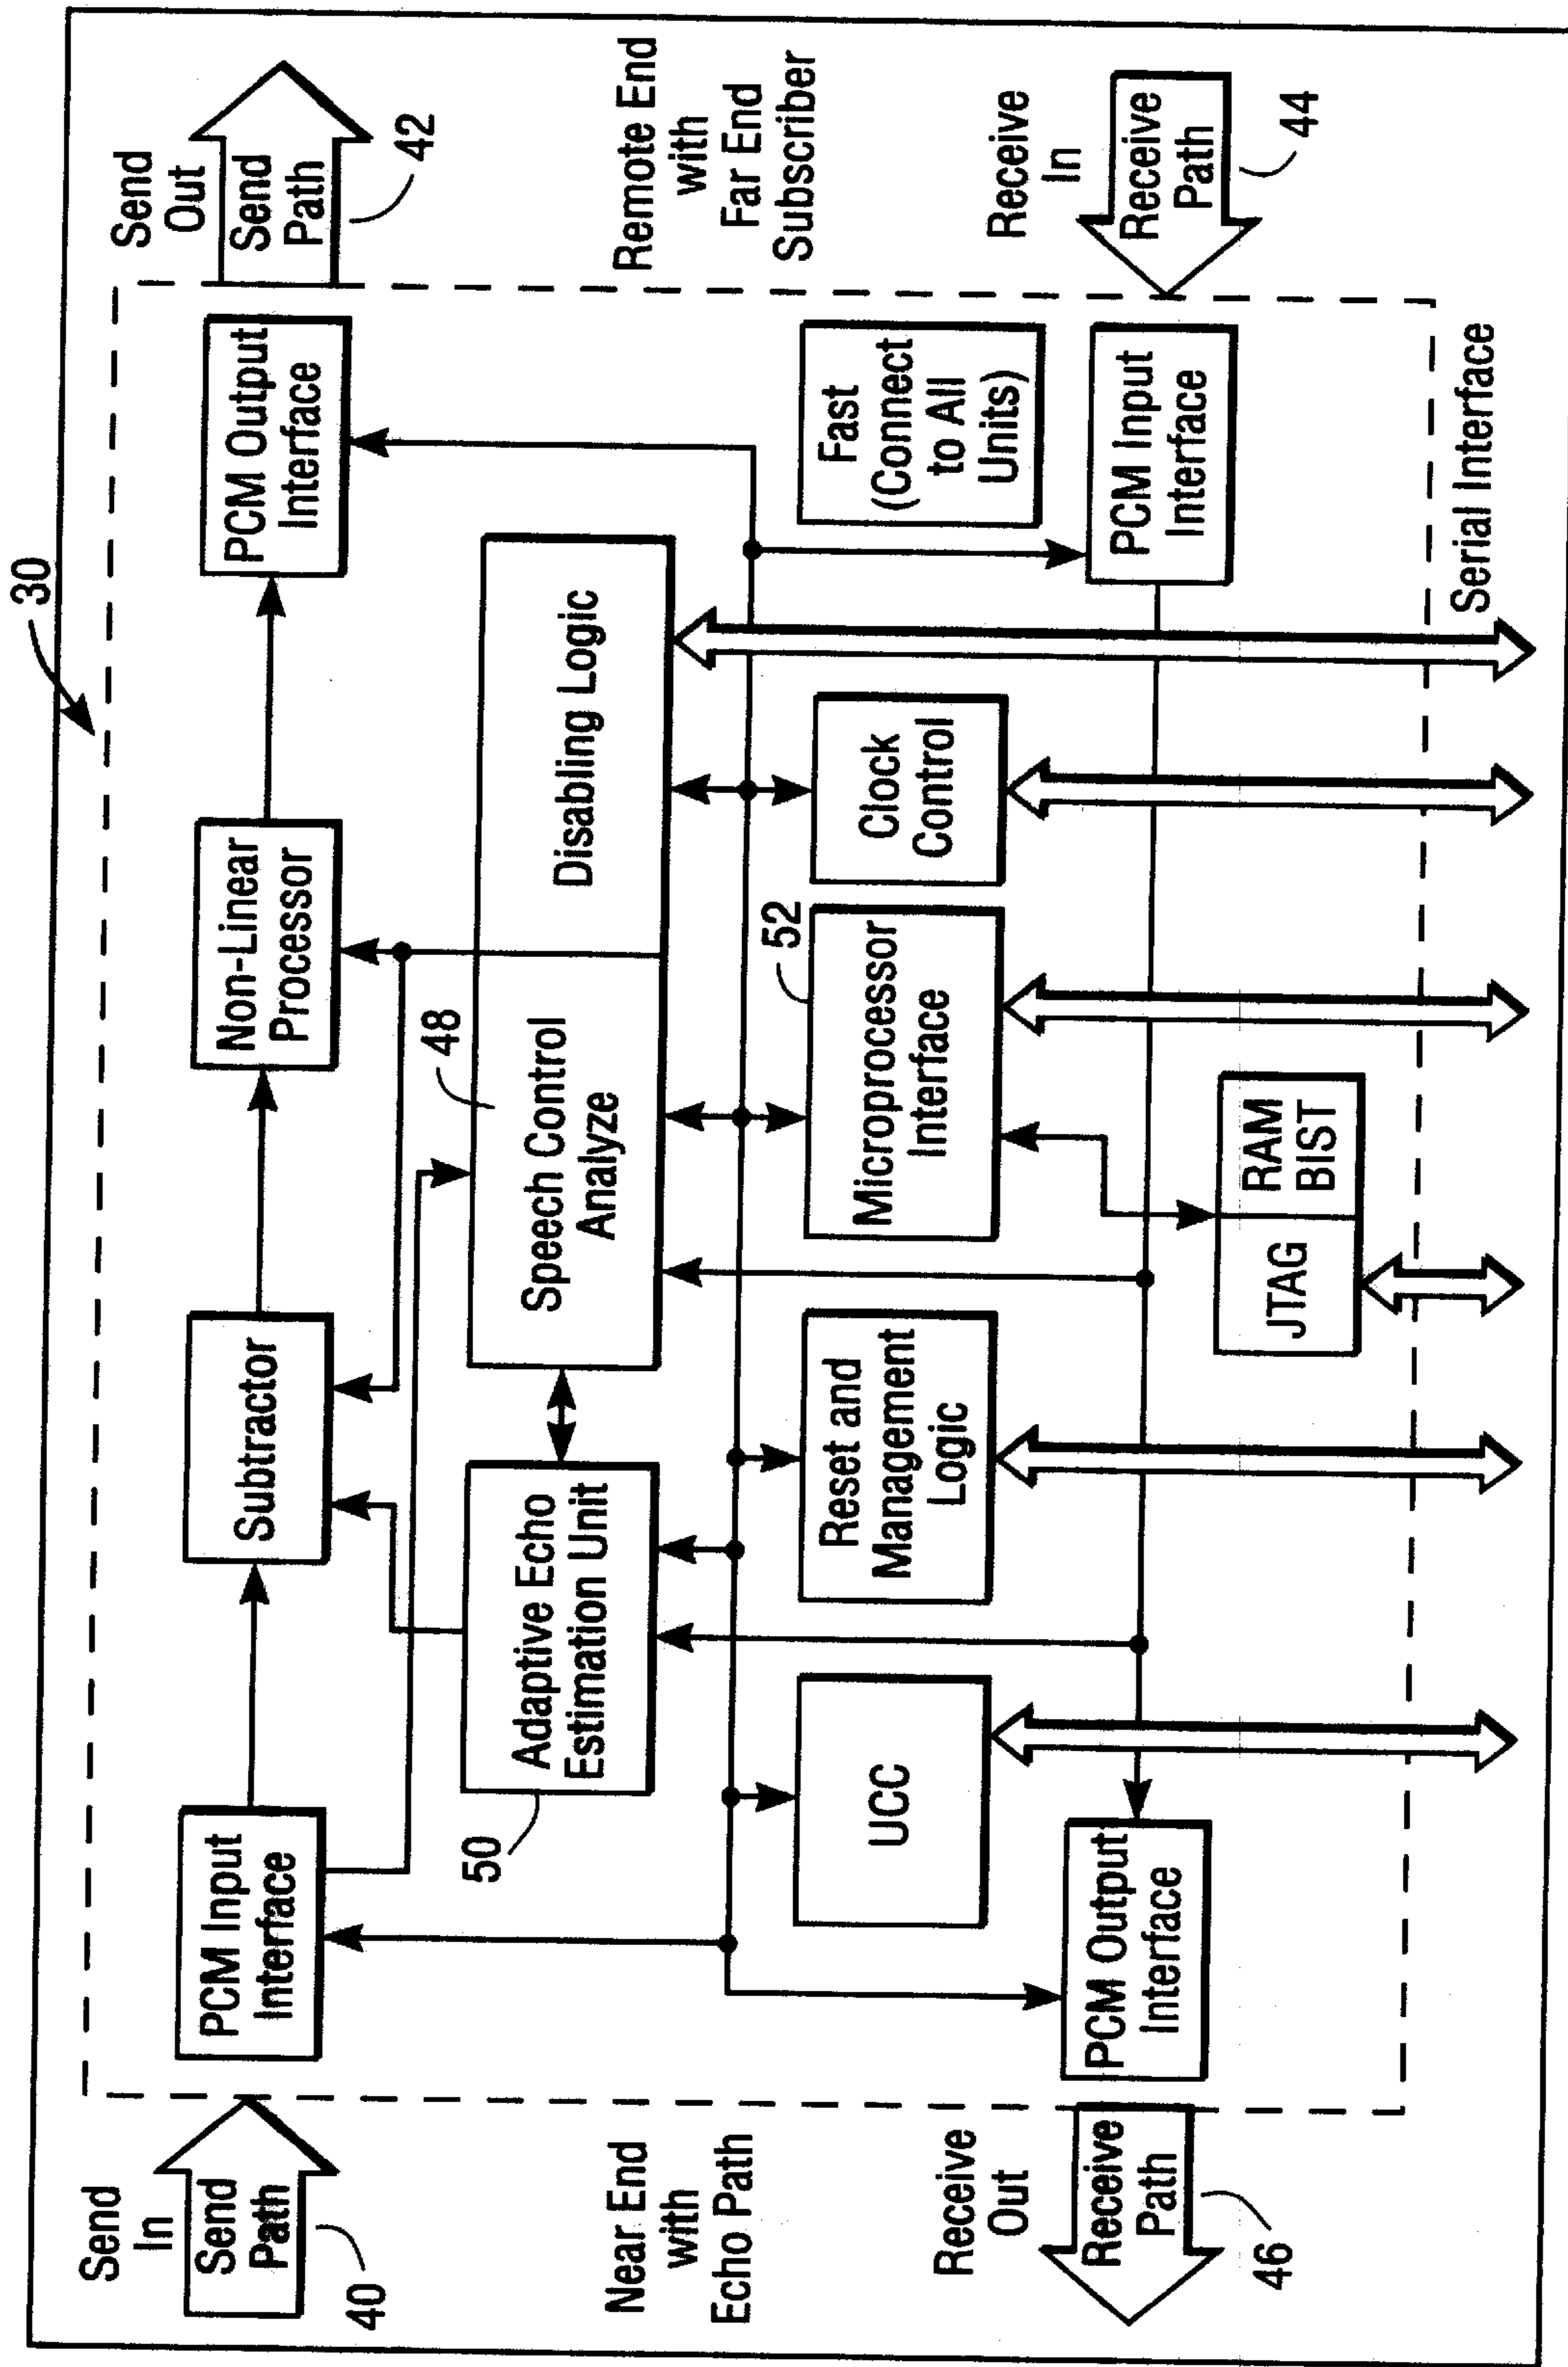 30
Send
In
Send
Path
40
Send
Out
Send
Path
42
PCM Input
Interface
Subtractor
Non-Linear
Processor
PCM Output
Interface
50
Adaptive Echo
Estimation Unit
48
Speech Control
Analyze
Disabling Logic
Near End
with
Echo Path
Remote End
with
Far End
Subscriber
UCC
Reset and
Management
Logic
52
Microprocessor
Interface
Clock
Control
Fast
(Connect
to All
Units)
Receive
Out
Receive
Path
46
PCM Output
Interface
JTAG
RAM
BIST
PCM Input
Interface
Receive
In
Receive
Path
44
Serial Interface